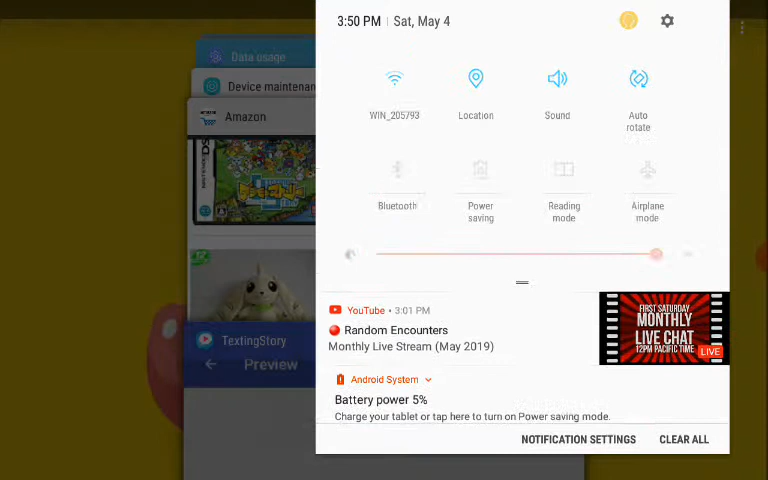 3:50 PM | Sat, May 4
Data usage
Device maintenan
Amazon
WIN_205793
Location
Sound
Auto
rotate
Bluetooth
Power
saving
Reading
mode
Airplane
mode
YouTube • 3:01 PM
Random Encounters
Monthly Live Stream (May 2019)
FIRST SATURDAY
MONTHLY
LIVE CHAT
12PM PACIFIC TIME
LIVE
TextingStory
Preview
Android System
Battery power 5%
Charge your tablet or tap here to turn on Power saving mode.
NOTIFICATION SETTINGS
CLEAR ALL